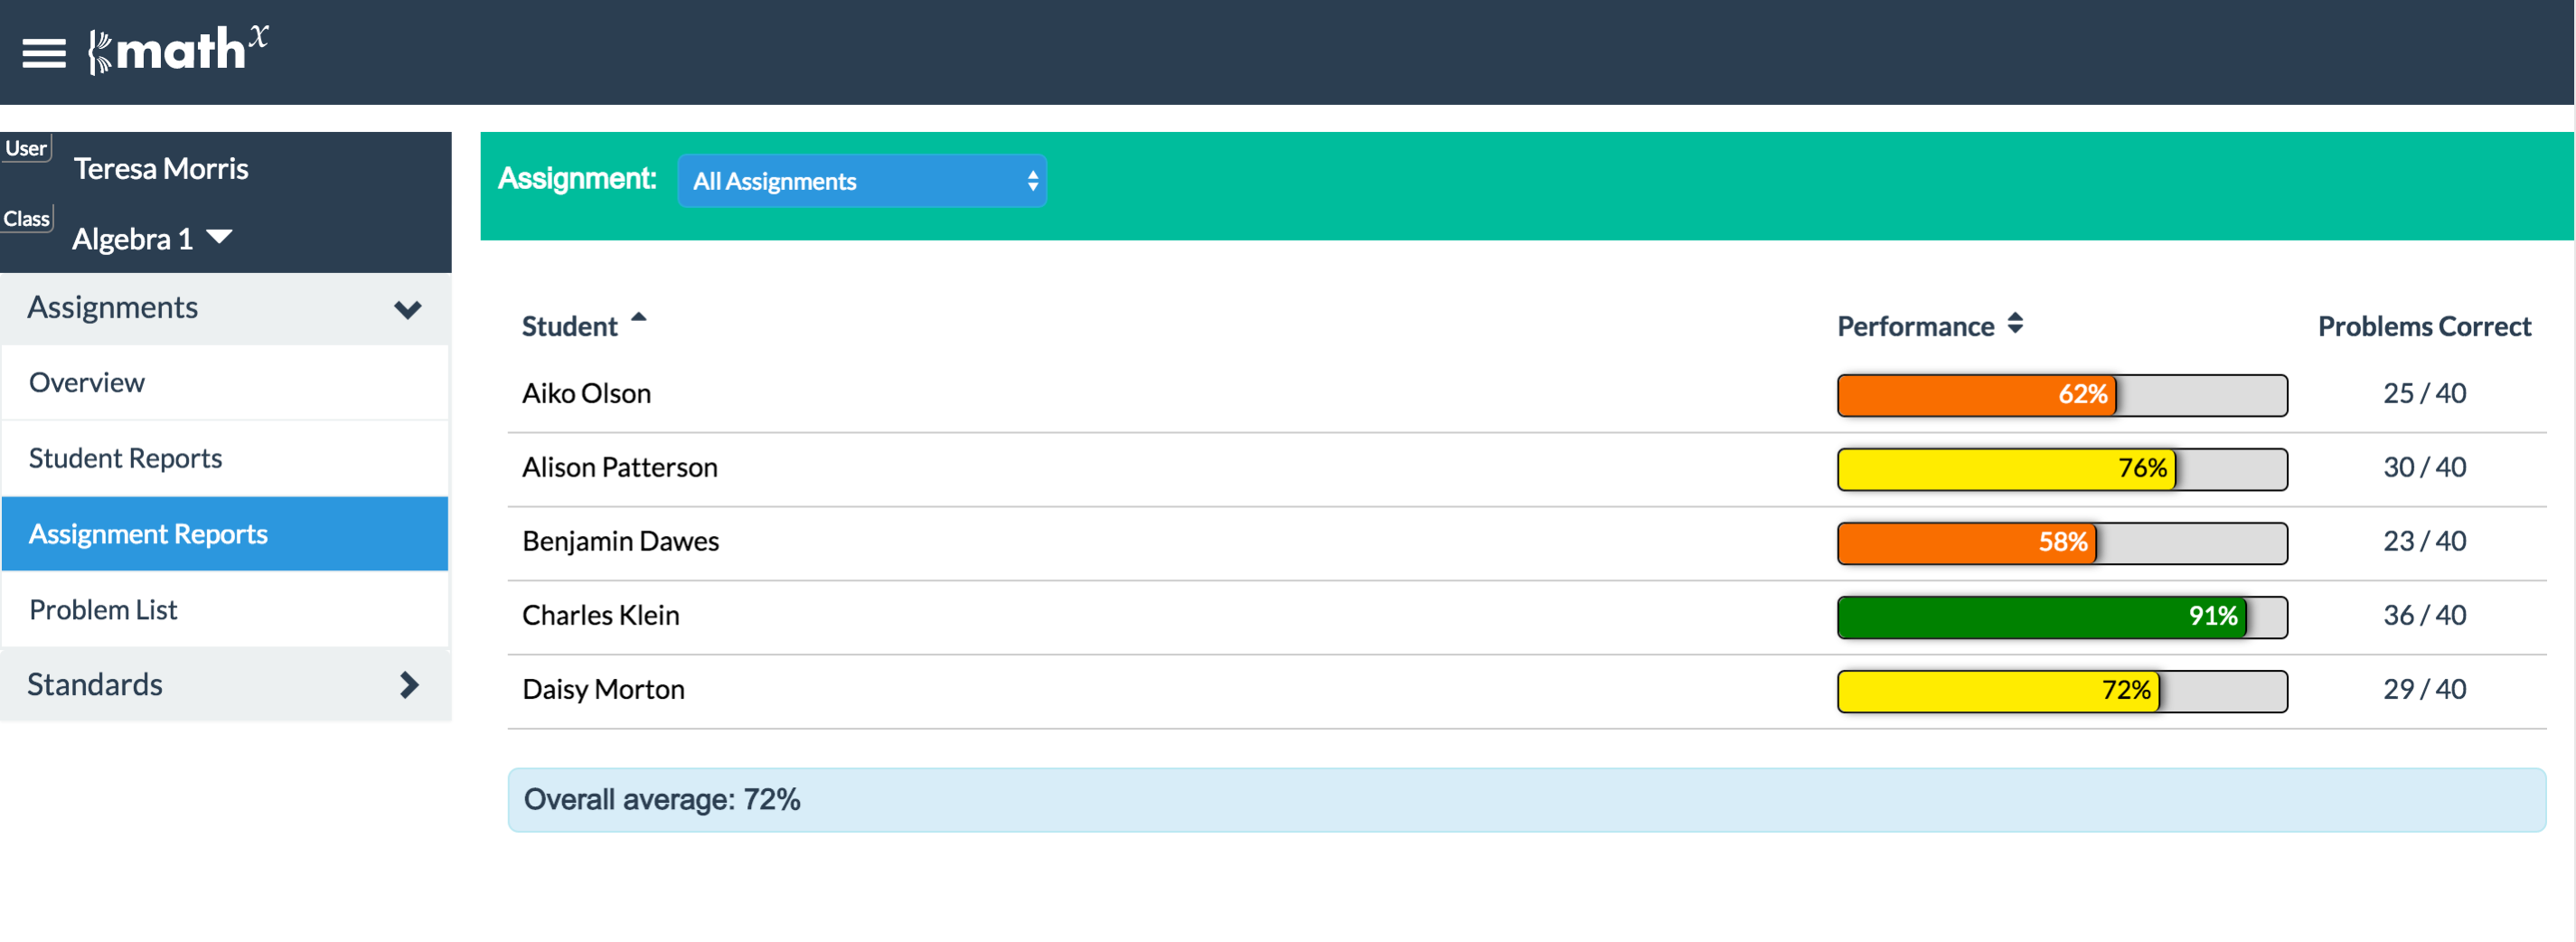 mathx
User
Teresa Morris
Class
Algebra 1
Assignments
Overview
Student Reports
Assignment Reports
Problem List
Standards
Assignment: All Assignments
Student Performance Problems Correct
Aiko Olson 62% 25 / 40
Alison Patterson 76% 30 / 40
Benjamin Dawes 58% 23 / 40
Charles Klein 91% 36 / 40
Daisy Morton 72% 29 / 40
Overall average: 72%